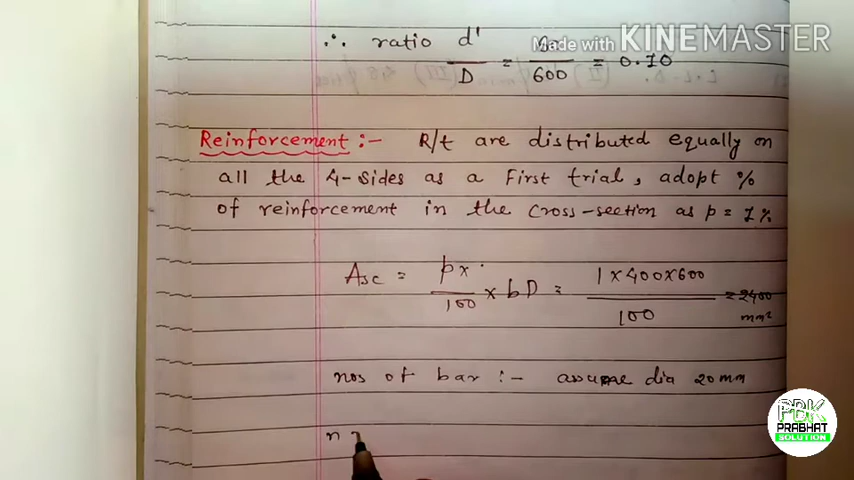 Made with KINEMASTER
∴ ratio d'/D = /600 = 0.10
Reinforcement :- R/t are distributed equally on
all the 4-sides as a first trial, adopt %
of reinforcement in the cross-section as p = 1%
Asc = px/100 × bD = 1×400×600/100 = 2400 mm²
nos of bar :- assume dia 20mm
n =
PBK
PRABHAT
SOLUTION